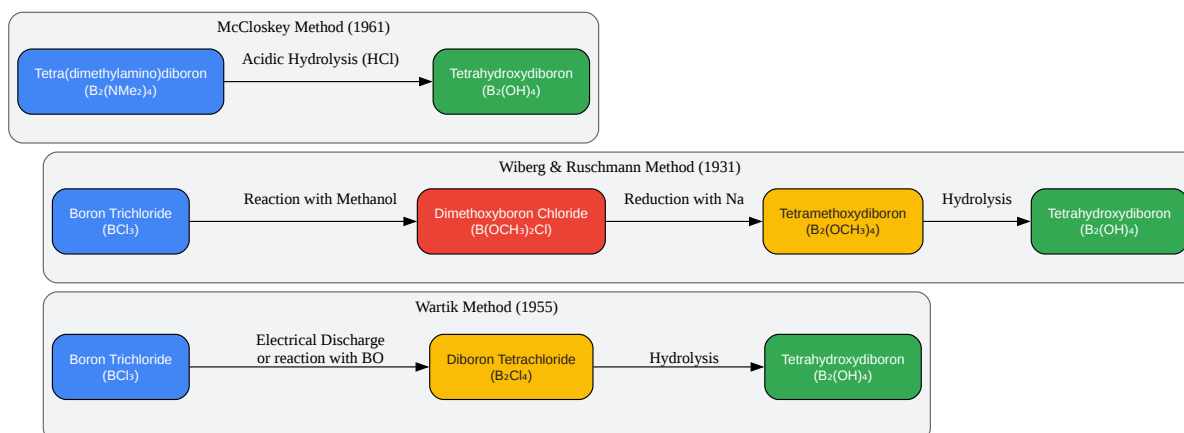 McCloskey Method (1961)
Tetra(dimethylamino)diboron
(B₂(NMe₂)₄)
Acidic Hydrolysis (HCl)
Tetrahydroxydiboron
(B₂(OH)₄)
Wiberg & Ruschmann Method (1931)
Boron Trichloride
(BCl₃)
Reaction with Methanol
Dimethoxyboron Chloride
(B(OCH₃)₂Cl)
Reduction with Na
Tetramethoxydiboron
(B₂(OCH₃)₄)
Hydrolysis
Tetrahydroxydiboron
(B₂(OH)₄)
Wartik Method (1955)
Boron Trichloride
(BCl₃)
Electrical Discharge
or reaction with BO
Diboron Tetrachloride
(B₂Cl₄)
Hydrolysis
Tetrahydroxydiboron
(B₂(OH)₄)